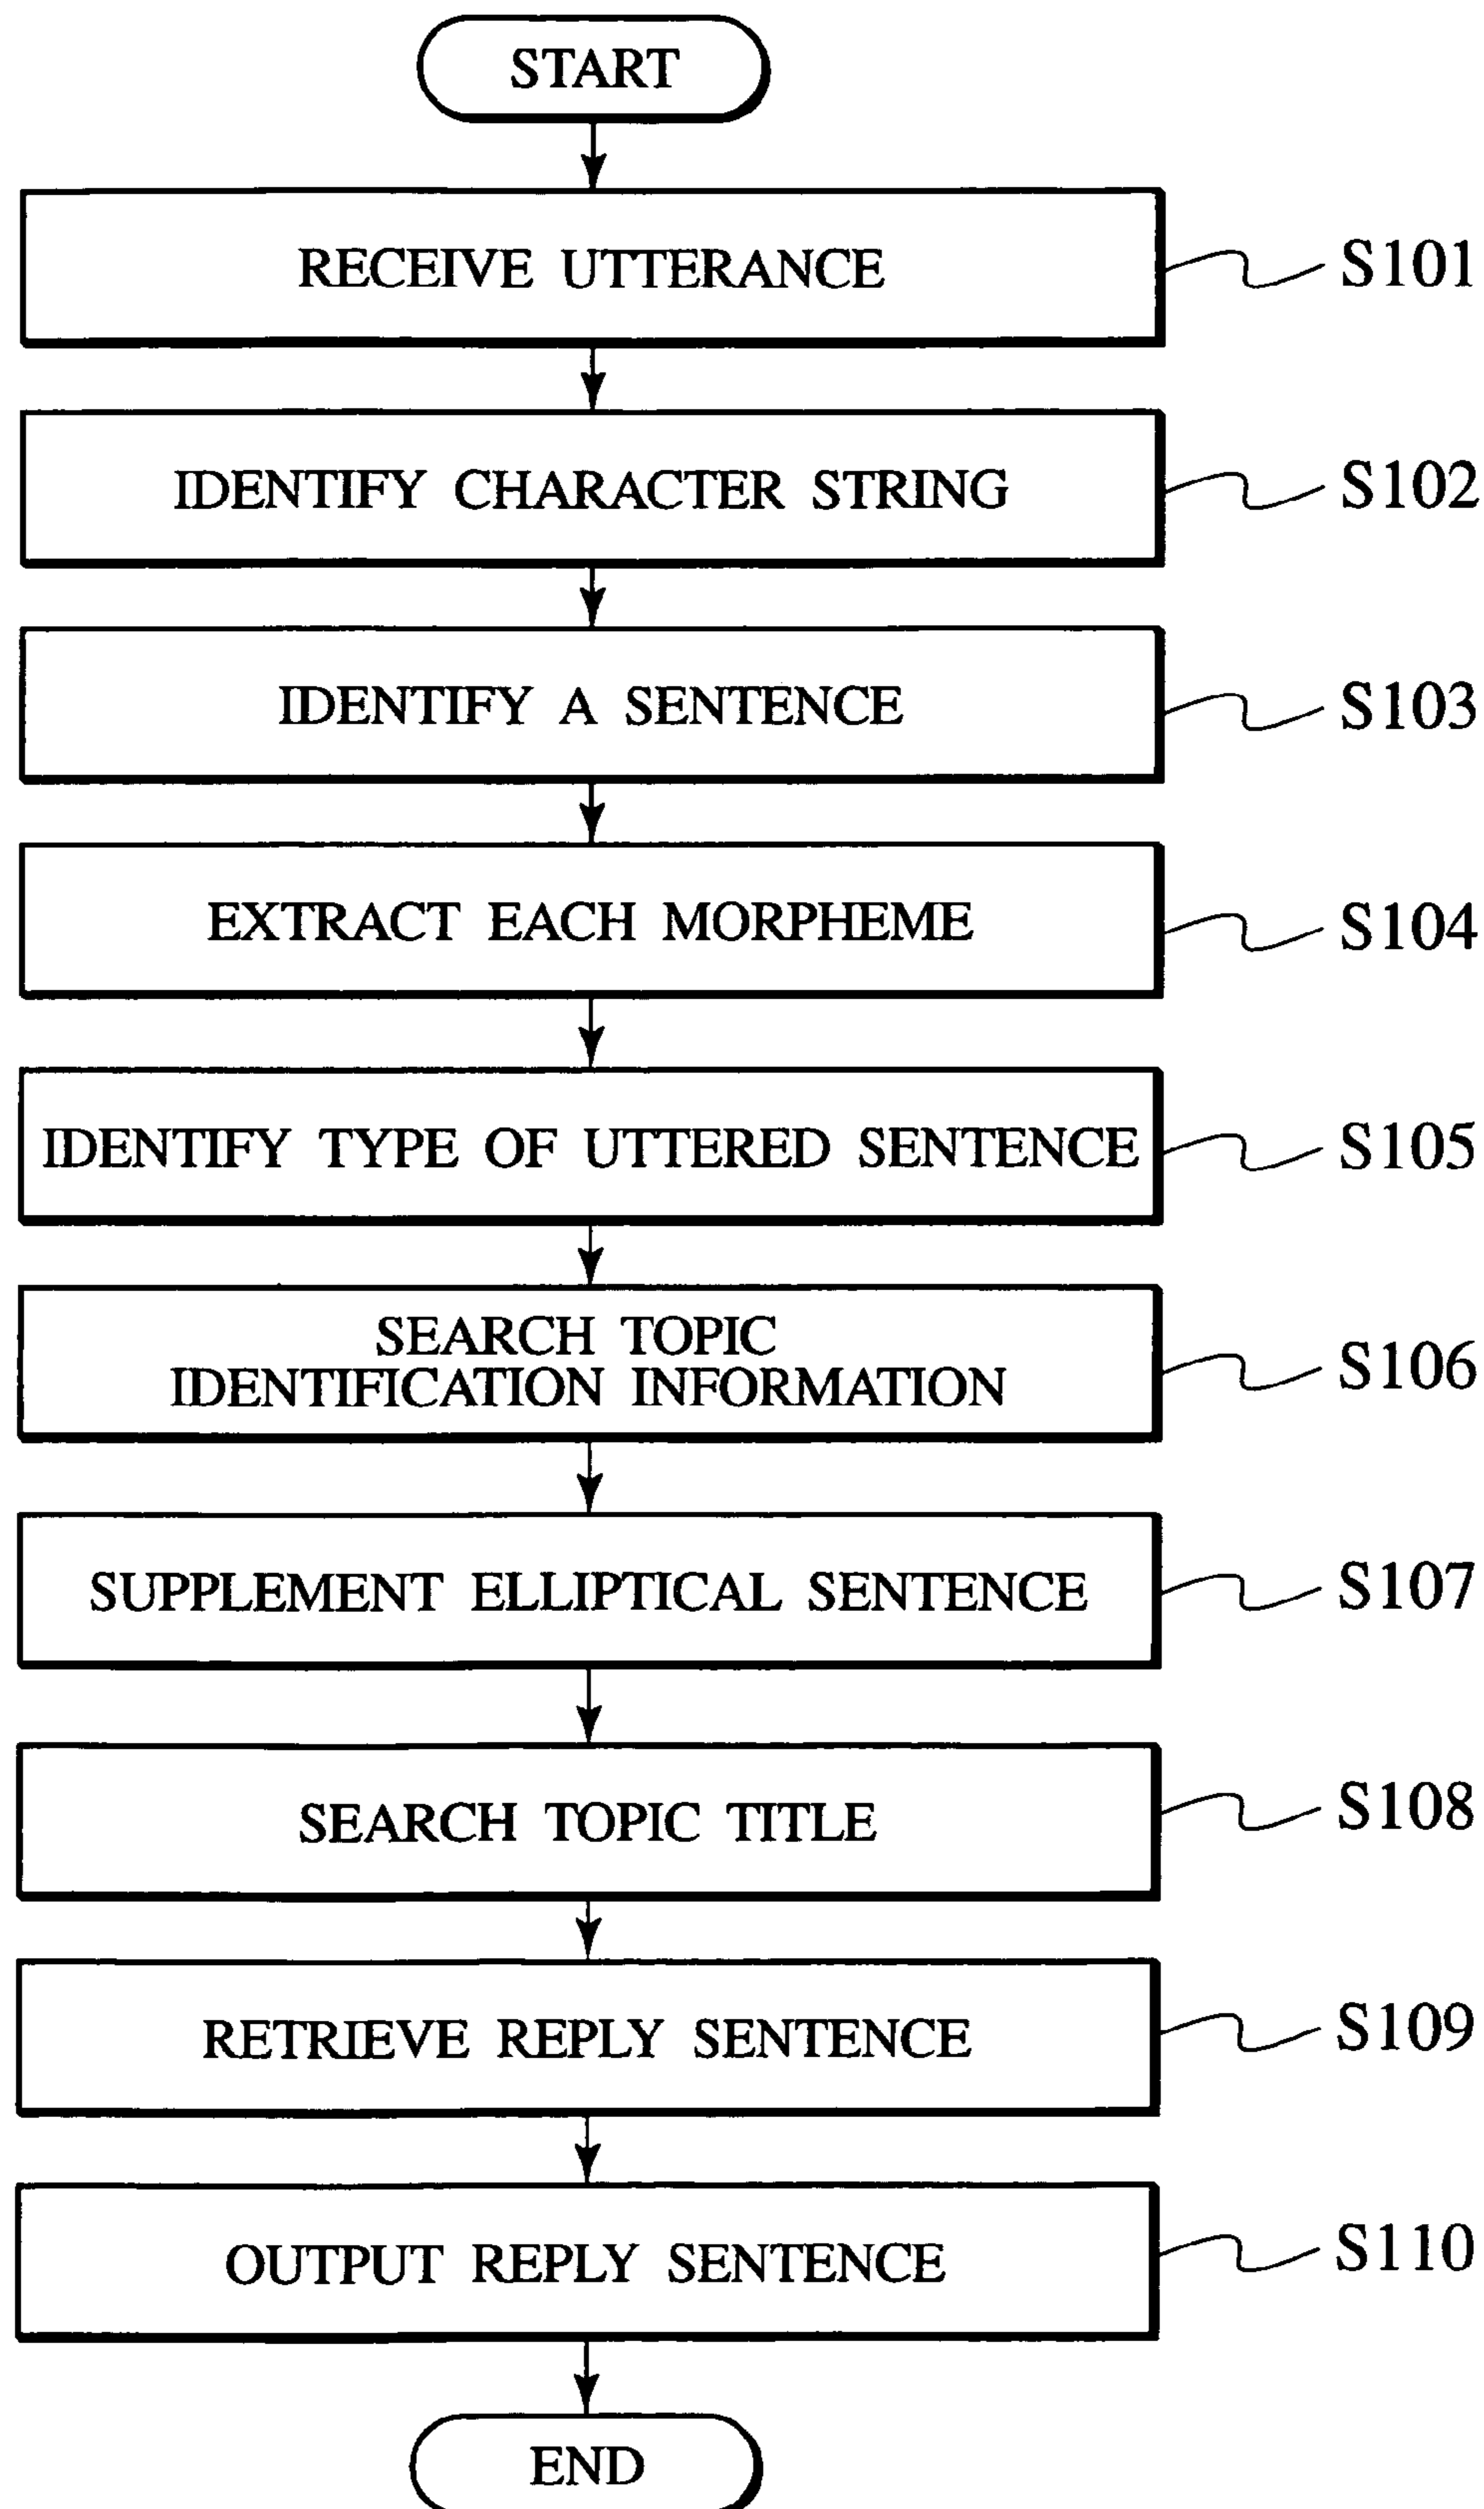 START
RECEIVE UTTERANCE
S101
IDENTIFY CHARACTER STRING
S102
IDENTIFY A SENTENCE
S103
EXTRACT EACH MORPHEME
S104
IDENTIFY TYPE OF UTTERED SENTENCE
S105
SEARCH TOPIC
IDENTIFICATION INFORMATION
S106
SUPPLEMENT ELLIPTICAL SENTENCE
S107
SEARCH TOPIC TITLE
S108
RETRIEVE REPLY SENTENCE
S109
OUTPUT REPLY SENTENCE
S110
END